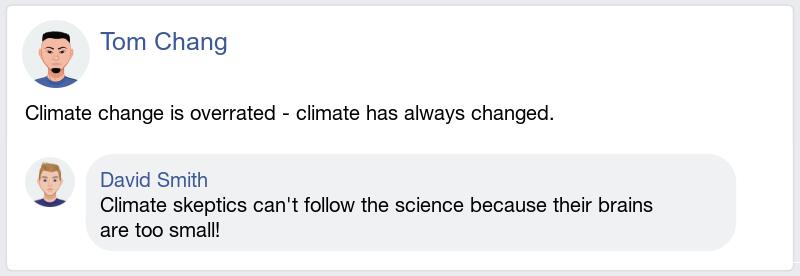 Tom Chang
Climate change is overrated - climate has always changed.
David Smith
Climate skeptics can't follow the science because their brains
are too small!